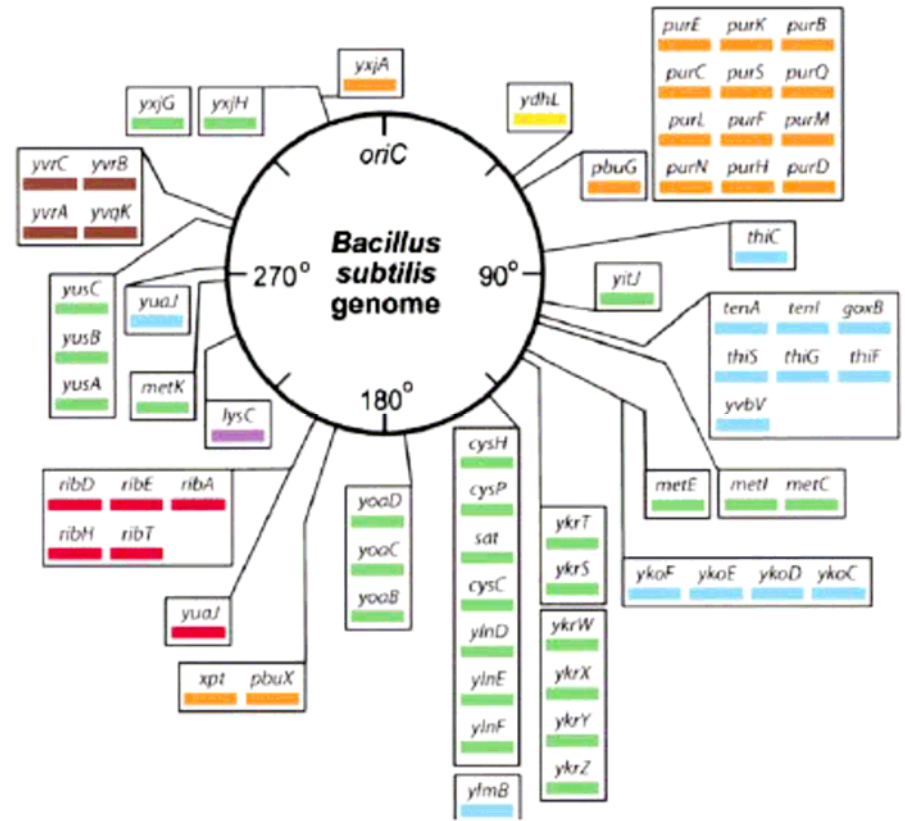 purE purK purB
purC purS purQ
purL purF purM
purN purH purD
yxjA
yxjG yxjH
ydhL
pbuG
yvrC yvrB
yvrA yvqK
oriC
Bacillus
subtilis
genome
270°
90°
180°
thiC
yitJ
yusC
yusB
yusA
yuaJ
metK
lysC
tenA tenI goxB
thiS thiG thiF
yvbV
metE
metI metC
ribD ribE ribA
ribH ribT
yuaJ
xpt pbuX
yoaD
yoaC
yoaB
cysH
cysP
sat
cysC
ylnD
ylnE
ylnF
ylmB
ykrT
ykrS
ykrW
ykrX
ykrY
ykrZ
ykoF ykoE ykoD ykoC